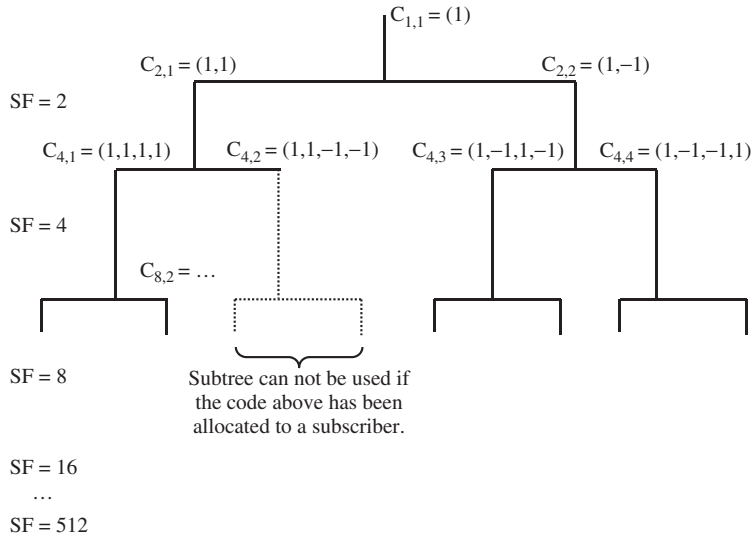 C1,1 = (1)
C2,1 = (1,1)
C2,2 = (1,–1)
SF = 2
C4,1 = (1,1,1,1)
C4,2 = (1,1,–1,–1)
C4,3 = (1,–1,1,–1)
C4,4 = (1,–1,–1,1)
SF = 4
C8,2 = …
SF = 8
Subtree can not be used if
the code above has been
allocated to a subscriber.
SF = 16
…
SF = 512